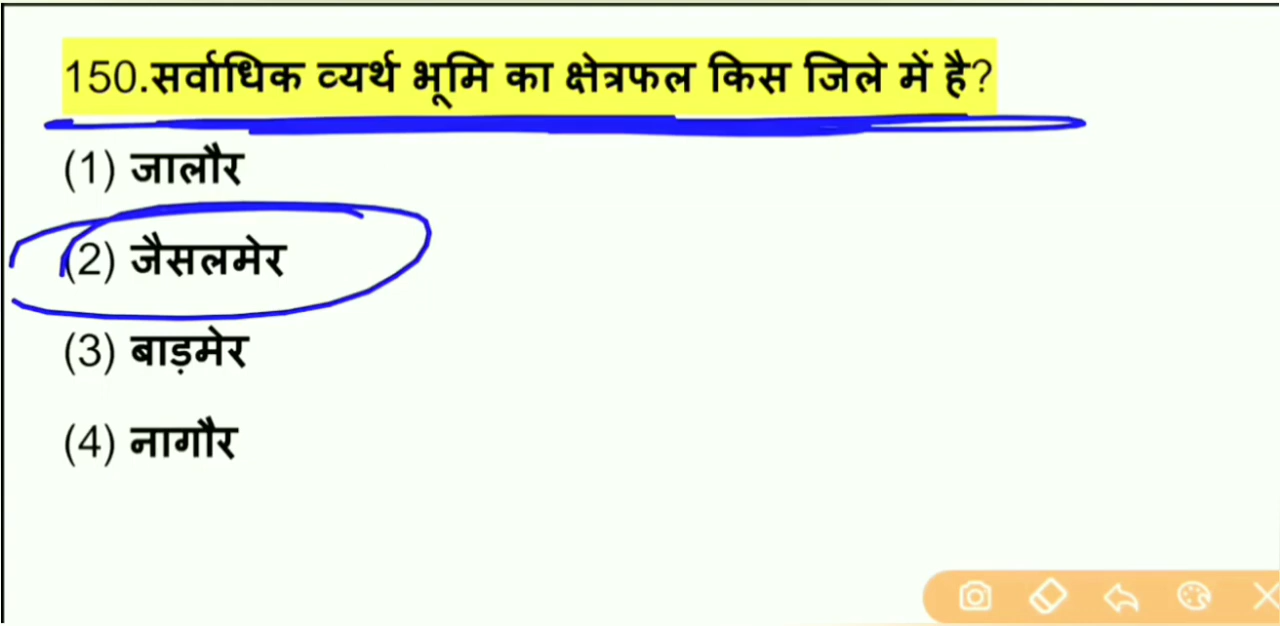 150.सर्वाधिक व्यर्थ भूमि का क्षेत्रफल किस जिले में है?
(1) जालौर
(2) जैसलमेर
(3) बाड़मेर
(4) नागौर